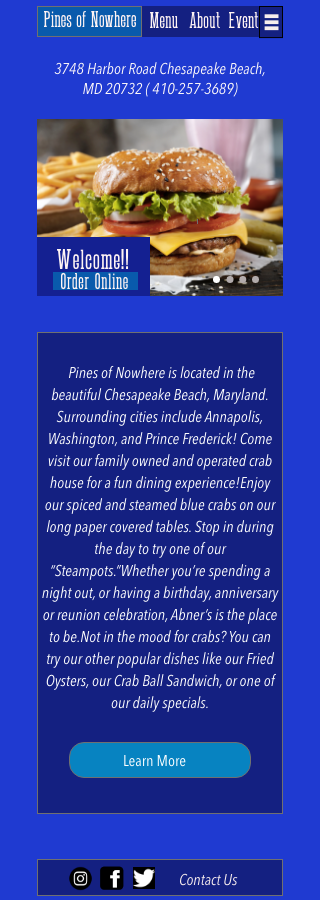 Pines of Nowhere Menu About Event
3748 Harbor Road Chesapeake Beach,
MD 20732 ( 410-257-3689)
Welcome!!
Order Online
Pines of Nowhere is located in the
beautiful Chesapeake Beach, Maryland.
Surrounding cities include Annapolis,
Washington, and Prince Frederick! Come
visit our family owned and operated crab
house for a fun dining experience!Enjoy
our spiced and steamed blue crabs on our
long paper covered tables. Stop in during
the day to try one of our
“Steampots.”Whether you’re spending a
night out, or having a birthday, anniversary
or reunion celebration, Abner’s is the place
to be.Not in the mood for crabs? You can
try our other popular dishes like our Fried
Oysters, our Crab Ball Sandwich, or one of
our daily specials.
Learn More
Contact Us